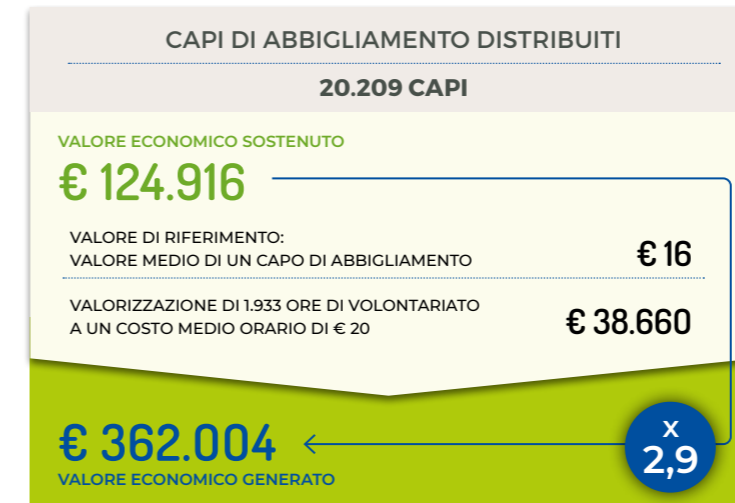 CAPI DI ABBIGLIAMENTO DISTRIBUITI
20.209 CAPI
VALORE ECONOMICO SOSTENUTO
€ 124.916
VALORE DI RIFERIMENTO:
VALORE MEDIO DI UN CAPO DI ABBIGLIAMENTO
€ 16
VALORIZZAZIONE DI 1.933 ORE DI VOLONTARIATO
A UN COSTO MEDIO ORARIO DI € 20
€ 38.660
€ 362.004
VALORE ECONOMICO GENERATO
X
2,9